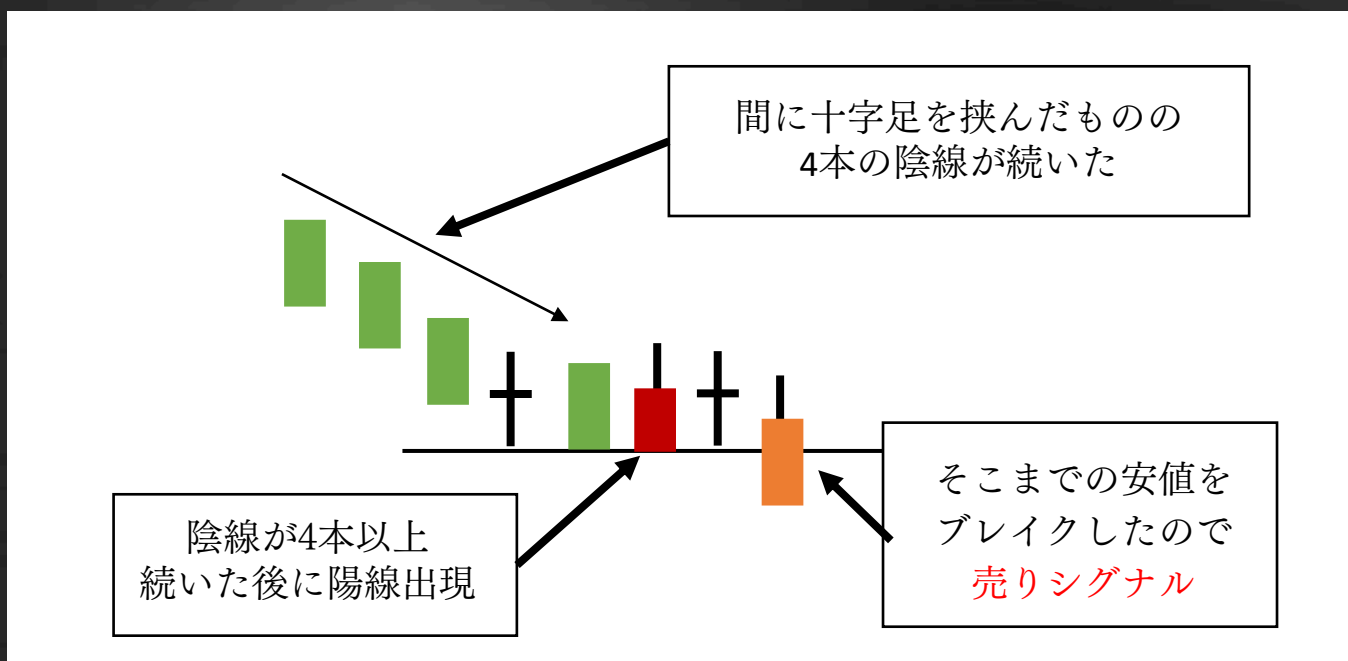 間に十字足を挟んだものの
4本の陰線が続いた
陰線が4本以上
続いた後に陽線出現
そこまでの安値を
ブレイクしたので
売りシグナル